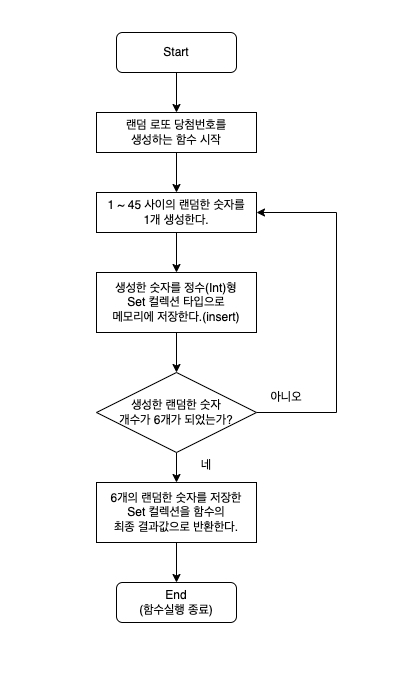 Start
랜덤 로또 당첨번호를
생성하는 함수 시작
1 ~ 45 사이의 랜덤한 숫자를
1개 생성한다.
생성한 숫자를 정수(Int)형
Set 컬렉션 타입으로
메모리에 저장한다.(insert)
생성한 랜덤한 숫자
개수가 6개가 되었는가?
아니오
네
6개의 랜덤한 숫자를 저장한
Set 컬렉션을 함수의
최종 결과값으로 반환한다.
End
(함수실행 종료)